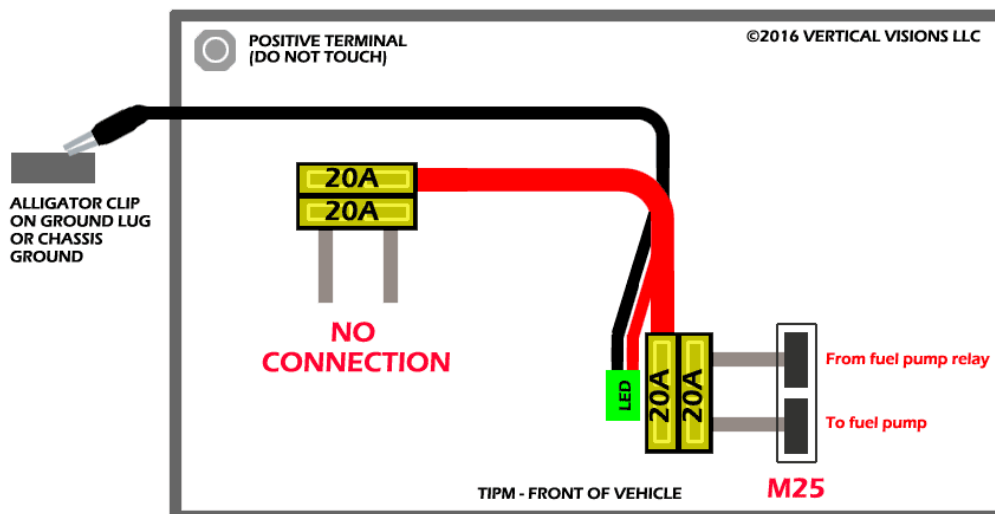 POSITIVE TERMINAL
(DO NOT TOUCH)
©2016 VERTICAL VISIONS LLC
ALLIGATOR CLIP
ON GROUND LUG
OR CHASSIS
GROUND
20A
20A
NO
CONNECTION
LED
20A
20A
From fuel pump relay
To fuel pump
M25
TIPM - FRONT OF VEHICLE